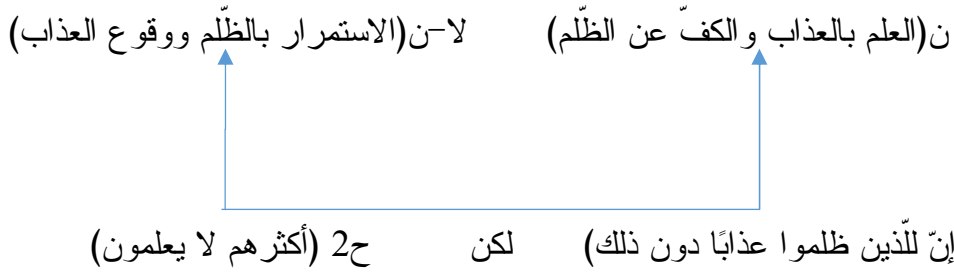 ن(العلم بالعذاب والكفّ عن الظّلم) لا-ن(الاستمرار بالظّلم ووقوع العذاب)
إنّ للّذين ظلموا عذابًا دون ذلك) لكن ح2 (أكثرهم لا يعلمون)